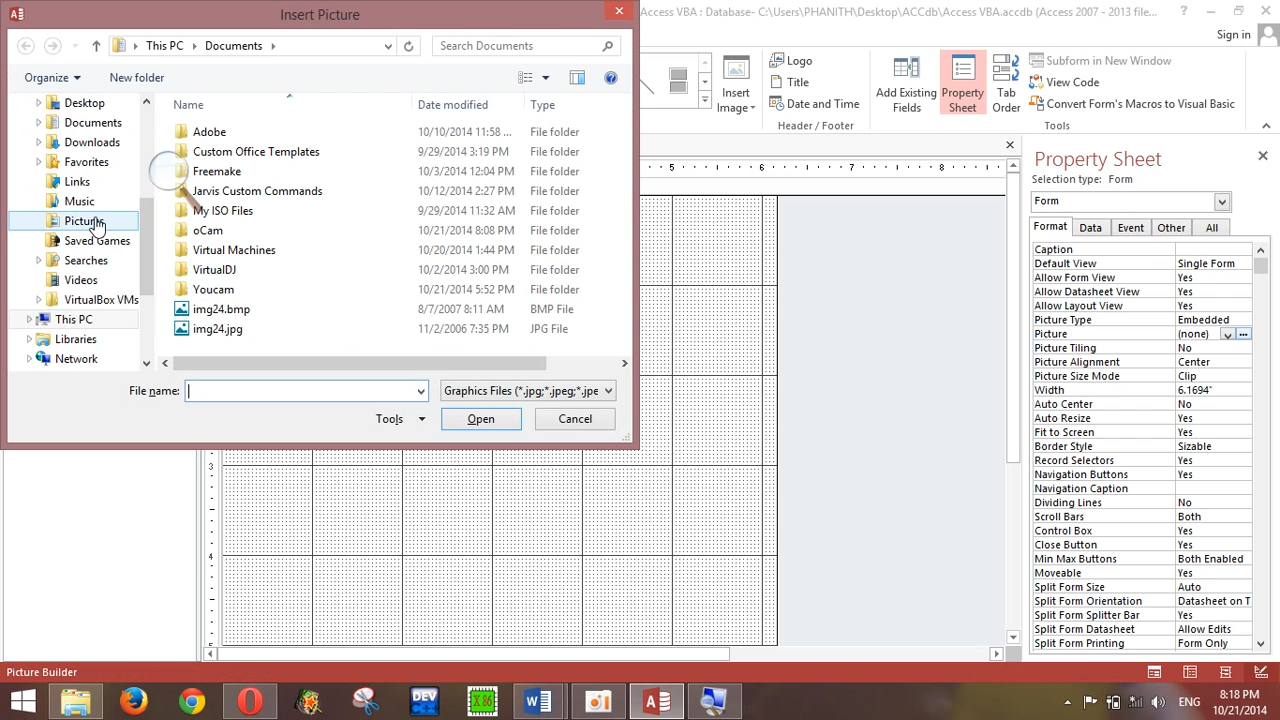 Insert Picture
Access VBA : Database- C:\Users\PHANITH\Desktop\ACCdb\Access VBA.accdb (Access 2007 - 2013 file...
Sign in
This PC
Documents
Search Documents
Organize
New folder
Logo
Title
Date and Time
Header / Footer
Insert
Image
Add Existing
Fields
Property
Sheet
Tab
Order
Subform in New Window
View Code
Convert Form's Macros to Visual Basic
Tools
Desktop
Documents
Downloads
Favorites
Links
Music
Pictures
Saved Games
Searches
Videos
VirtualBox VMs
This PC
Libraries
Network
Name
Date modified
Type
Adobe
10/10/2014 11:58 ...
File folder
Custom Office Templates
9/29/2014 3:19 PM
File folder
Freemake
10/3/2014 12:04 PM
File folder
Jarvis Custom Commands
10/12/2014 2:27 PM
File folder
My ISO Files
9/29/2014 11:32 AM
File folder
oCam
10/21/2014 8:08 PM
File folder
Virtual Machines
10/20/2014 1:44 PM
File folder
VirtualDJ
10/2/2014 3:00 PM
File folder
Youcam
10/21/2014 5:52 PM
File folder
img24.bmp
8/7/2007 8:11 AM
BMP File
img24.jpg
11/2/2006 7:35 PM
JPG File
File name:
Graphics Files (*.jpg;*.jpeg;*.jpe
Tools
Open
Cancel
5
6
7
8
3
4
5
Property Sheet
Selection type: Form
Form
Format
Data
Event
Other
All
Caption
Default View Single Form
Allow Form View Yes
Allow Datasheet View Yes
Allow Layout View Yes
Picture Type Embedded
Picture (none)
Picture Tiling No
Picture Alignment Center
Picture Size Mode Clip
Width 6.1694"
Auto Center No
Auto Resize Yes
Fit to Screen Yes
Border Style Sizable
Record Selectors Yes
Navigation Buttons Yes
Navigation Caption
Dividing Lines No
Scroll Bars Both
Control Box Yes
Close Button Yes
Min Max Buttons Both Enabled
Moveable Yes
Split Form Size Auto
Split Form Orientation Datasheet on T
Split Form Splitter Bar Yes
Split Form Datasheet Allow Edits
Split Form Printing Form Only
Picture Builder
DEV
X 86
ENG
8:18 PM
10/21/2014